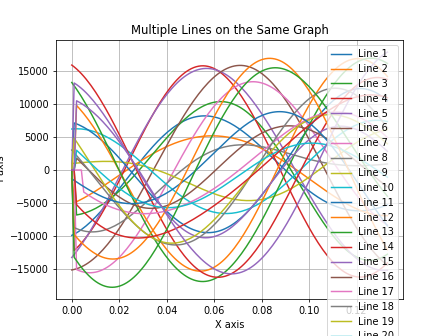 Multiple Lines on the Same Graph
15000
10000
5000
0
−5000
−10000
−15000
0.00 0.02 0.04 0.06 0.08 0.10
X axis
Line 1
Line 2
Line 3
Line 4
Line 5
Line 6
Line 7
Line 8
Line 9
Line 10
Line 11
Line 12
Line 13
Line 14
Line 15
Line 16
Line 17
Line 18
Line 19
Line 20